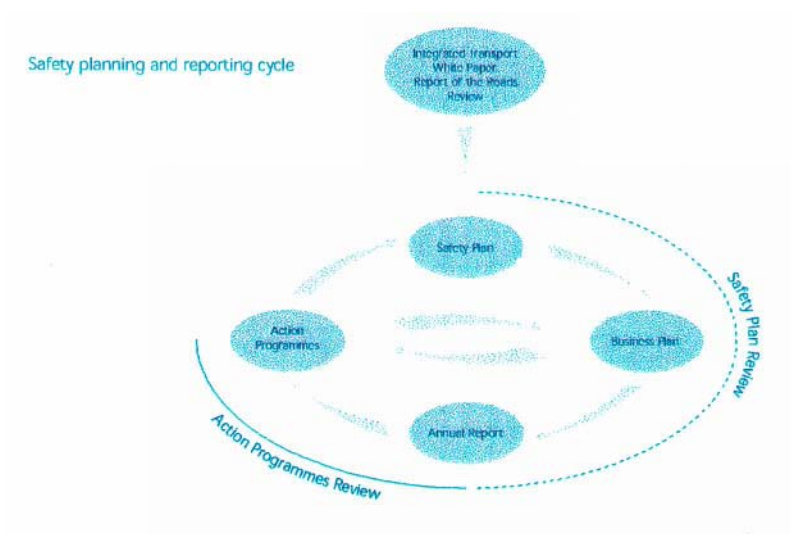 Safety planning and reporting cycle
Integrated Transport
White Paper
Report of the Roads
Review
Safety Plan
Action
Programmes
Business Plan
Annual Report
Safety Plan Review
Action Programmes Review